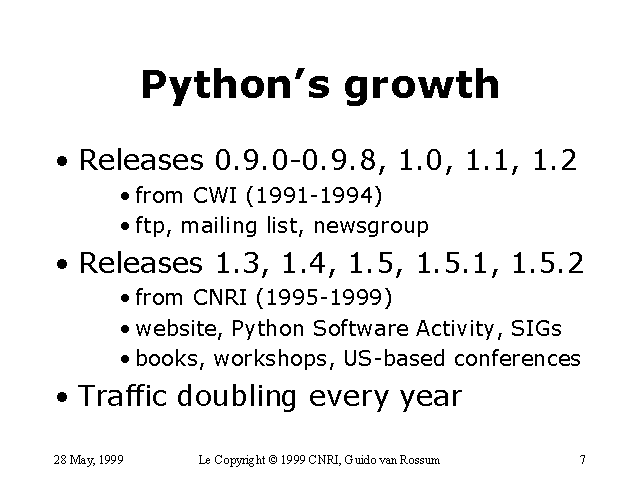 Python’s growth
• Releases 0.9.0-0.9.8, 1.0, 1.1, 1.2
• from CWI (1991-1994)
• ftp, mailing list, newsgroup
• Releases 1.3, 1.4, 1.5, 1.5.1, 1.5.2
• from CNRI (1995-1999)
• website, Python Software Activity, SIGs
• books, workshops, US-based conferences
• Traffic doubling every year
28 May, 1999 Le Copyright © 1999 CNRI, Guido van Rossum 7